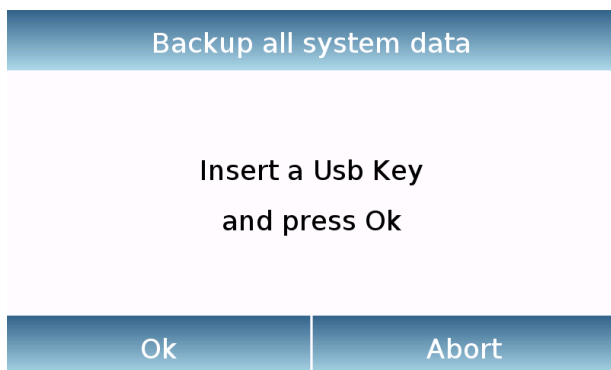 Backup all system data
Insert a Usb Key
and press Ok
Ok
Abort